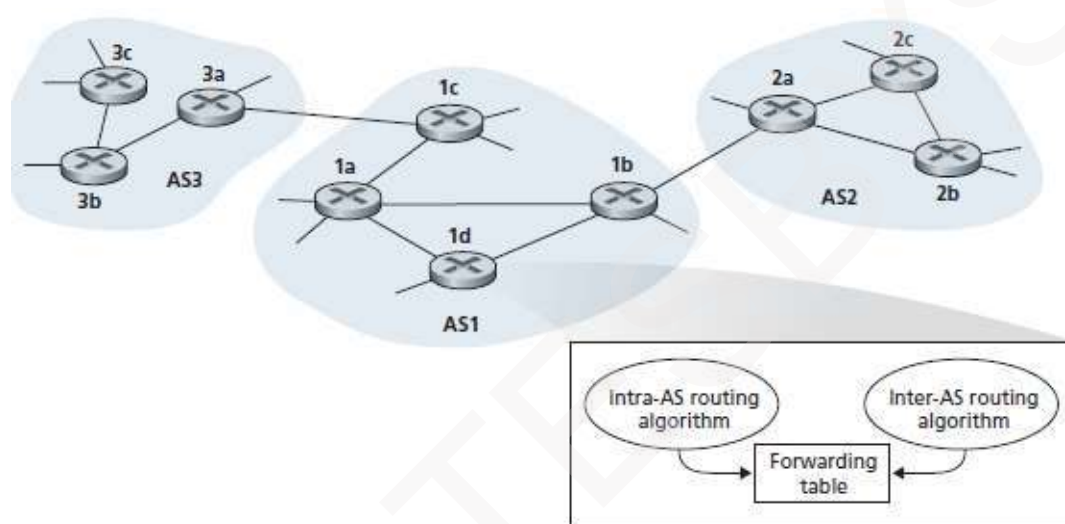 3c
3a
1c
2c
2a
1a
1b
AS3
3b
AS2
2b
1d
AS1
Intra-AS routing
algorithm
Inter-AS routing
algorithm
Forwarding
table